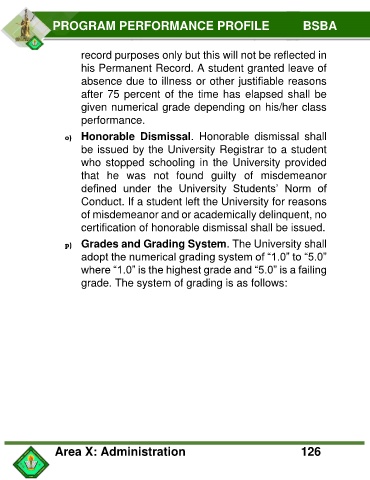 PROGRAM PERFORMANCE PROFILE BSBA
record purposes only but this will not be reflected in
his Permanent Record. A student granted leave of
absence due to illness or other justifiable reasons
after 75 percent of the time has elapsed shall be
given numerical grade depending on his/her class
performance.
o) Honorable Dismissal. Honorable dismissal shall
be issued by the University Registrar to a student
who stopped schooling in the University provided
that he was not found guilty of misdemeanor
defined under the University Students’ Norm of
Conduct. If a student left the University for reasons
of misdemeanor and or academically delinquent, no
certification of honorable dismissal shall be issued.
p) Grades and Grading System. The University shall
adopt the numerical grading system of “1.0” to “5.0”
where “1.0” is the highest grade and “5.0” is a failing
grade. The system of grading is as follows:
Area X: Administration 126